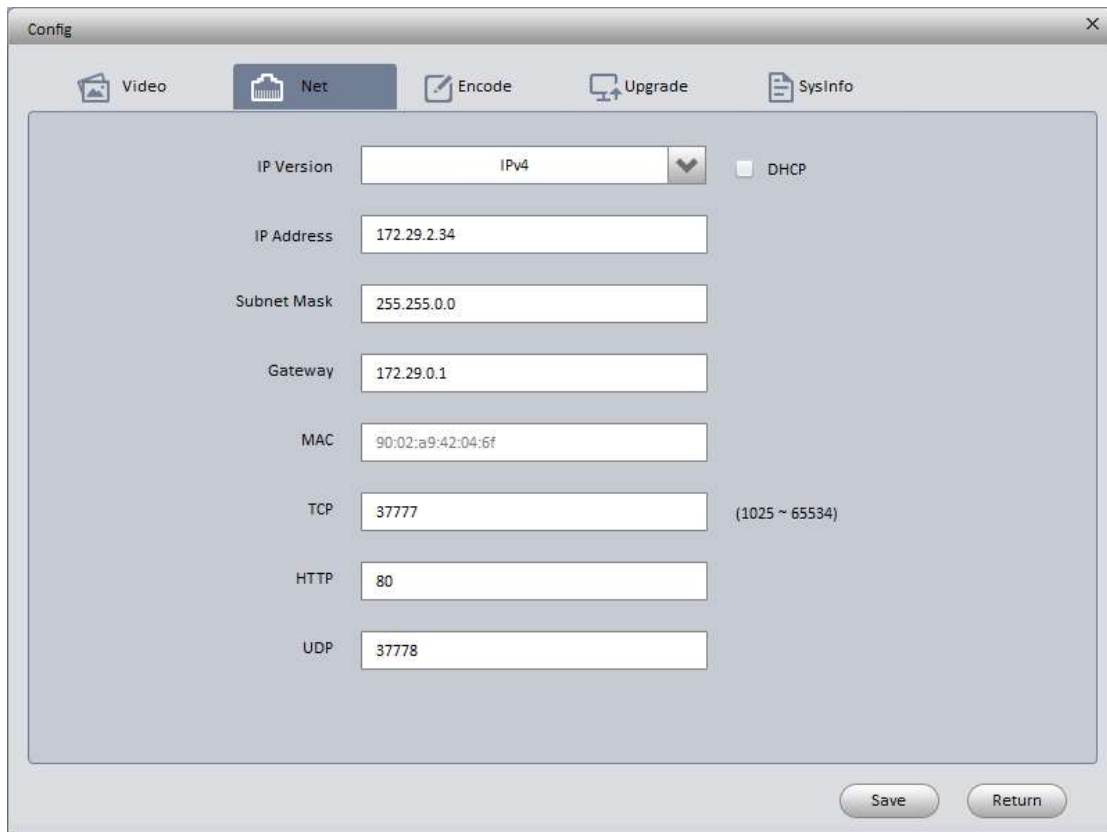 Config
Video Net Encode Upgrade SysInfo
IP Version IPv4 DHCP
IP Address 172.29.2.34
Subnet Mask 255.255.0.0
Gateway 172.29.0.1
MAC 90:02:a9:42:04:6f
TCP 37777 (1025 ~ 65534)
HTTP 80
UDP 37778
Save Return